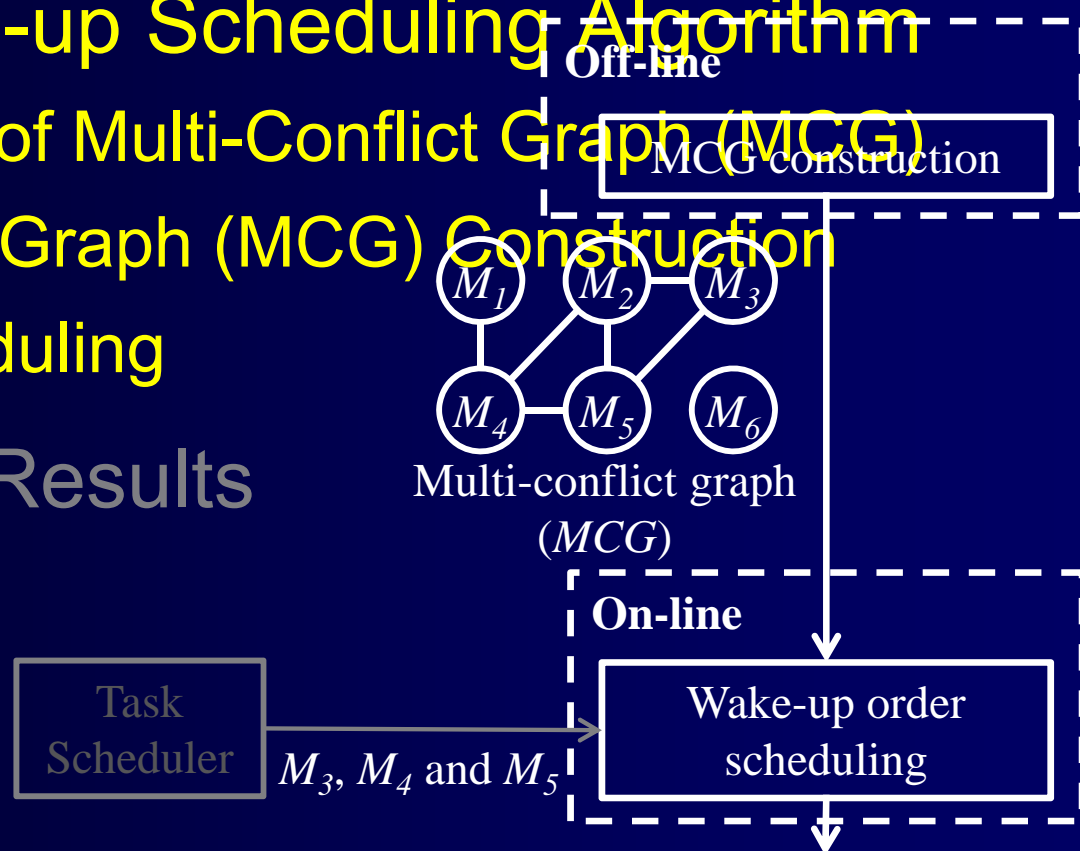 -up Scheduling Algorithm
of Multi-Conflict Graph (MCG)
Graph (MCG) Construction
duling
Results
Off-line
MCG construction
M1 M2 M3
M4 M5 M6
Multi-conflict graph
(MCG)
On-line
Task
Scheduler
M3, M4 and M5
Wake-up order
scheduling